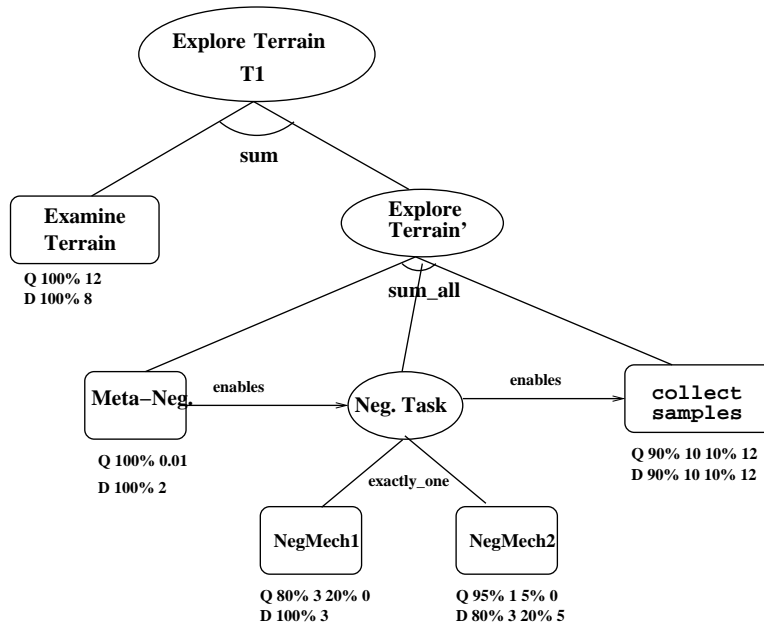 Explore Terrain
T1
sum
Examine
Terrain
Q 100% 12
D 100% 8
Explore
Terrain’
sum_all
Meta–Neg.
enables
Neg. Task
enables
collect
samples
Q 100% 0.01
D 100% 2
Q 90% 10 10% 12
D 90% 10 10% 12
exactly_one
NegMech1
NegMech2
Q 80% 3 20% 0
D 100% 3
Q 95% 1 5% 0
D 80% 3 20% 5